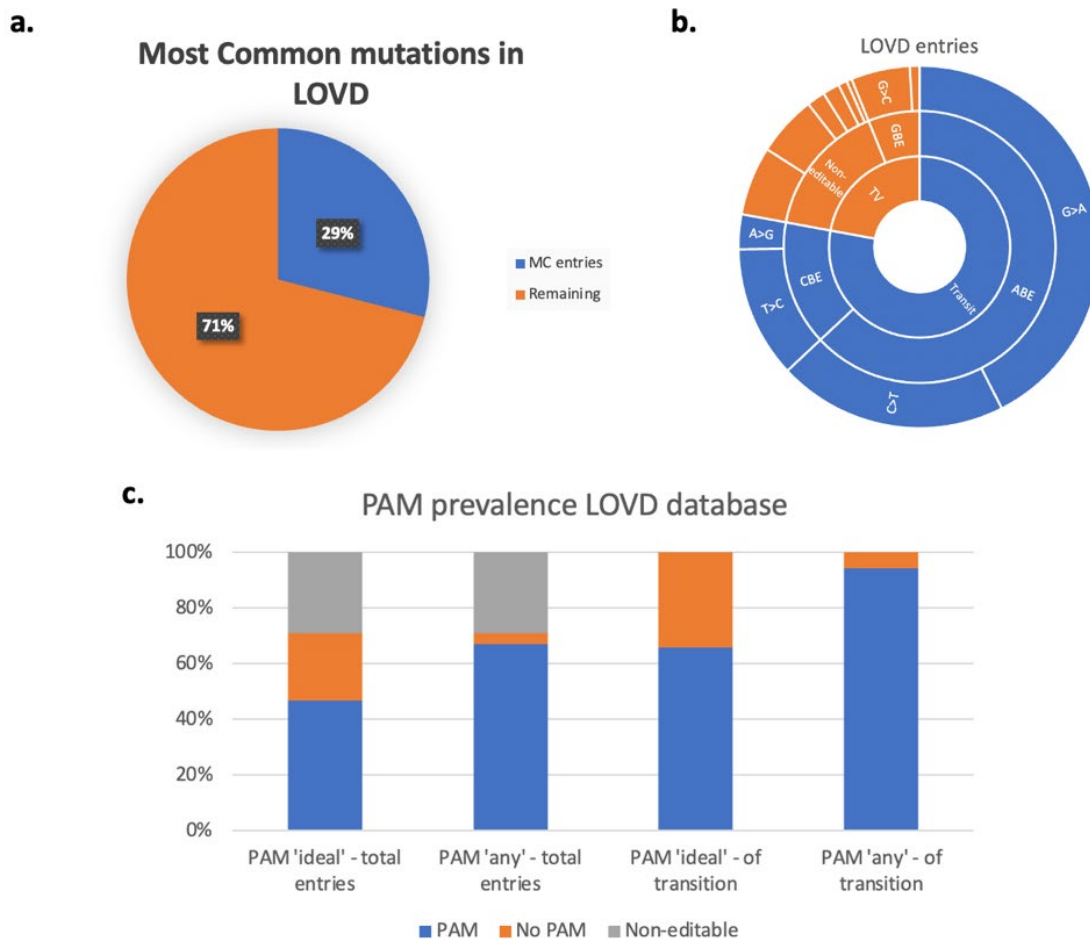 a.
Most Common mutations in
LOVD
29%
71%
MC entries
Remaining
b.
LOVD entries
G>C
GBE
Non-
editable
TV
A>G
CBE
T>C
Transit
ABE
G>A
C>T
c.
PAM prevalence LOVD database
100%
80%
60%
40%
20%
0%
PAM 'ideal' - total
entries
PAM 'any' - total
entries
PAM 'ideal' - of
transition
PAM 'any' - of
transition
PAM
No PAM
Non-editable